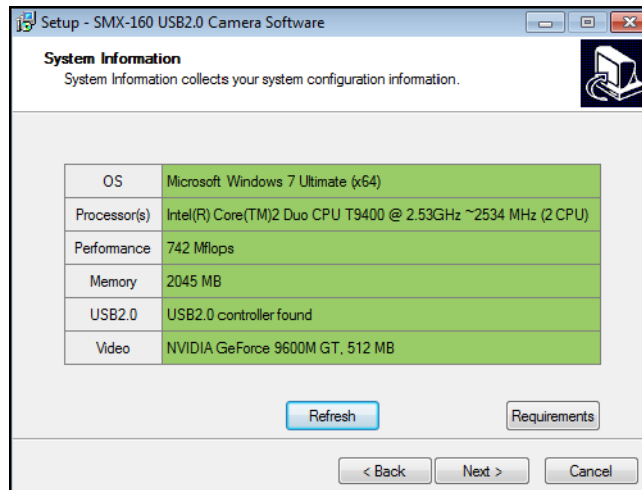 Setup - SMX-160 USB2.0 Camera Software
System Information
System Information collects your system configuration information.
OS Microsoft Windows 7 Ultimate (x64)
Processor(s) Intel(R) Core(TM)2 Duo CPU T9400 @ 2.53GHz ~2534 MHz (2 CPU)
Performance 742 Mflops
Memory 2045 MB
USB2.0 USB2.0 controller found
Video NVIDIA GeForce 9600M GT, 512 MB
Refresh Requirements
< Back Next > Cancel